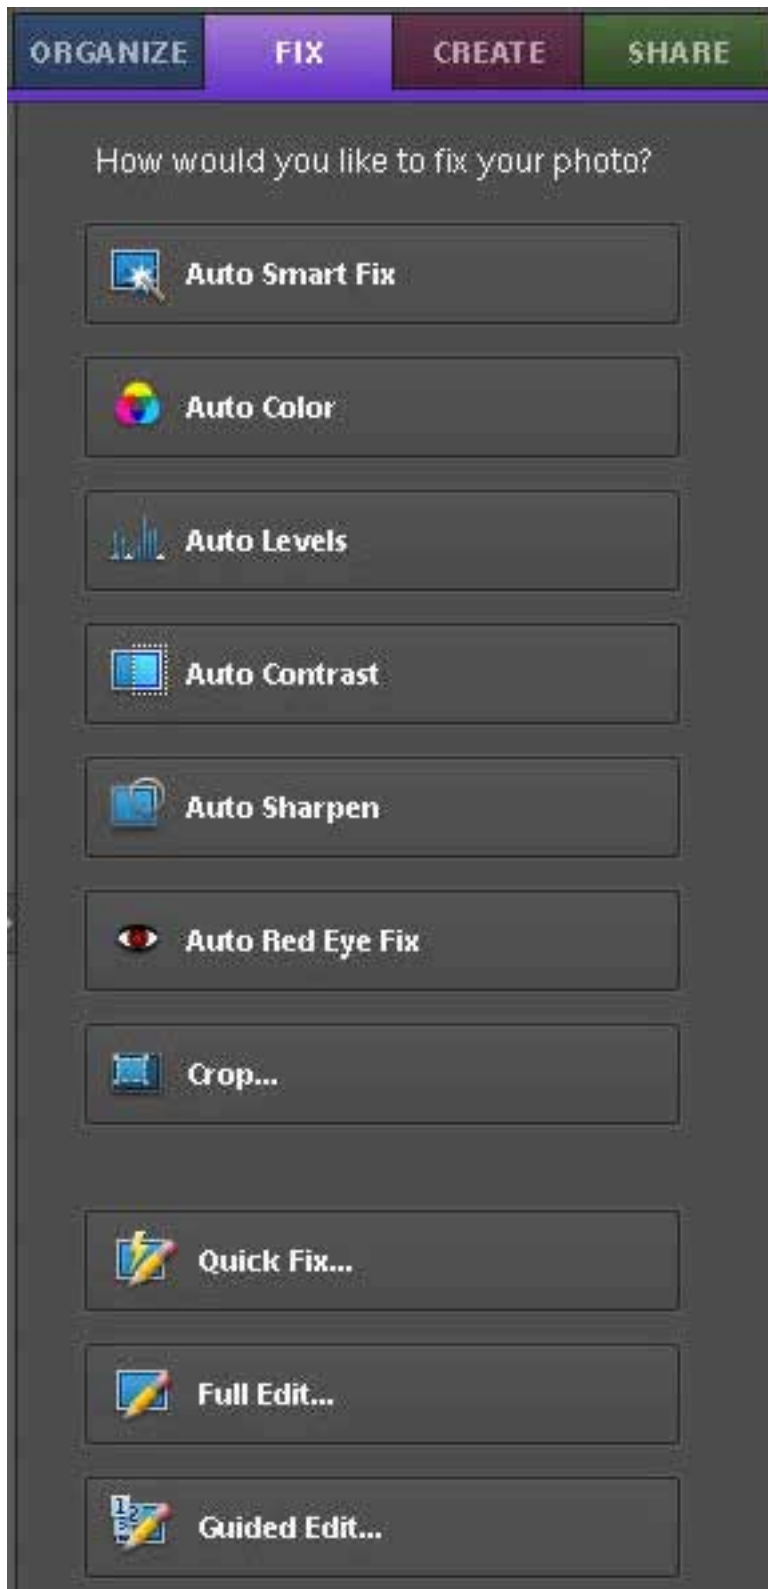 ORGANIZE FIX CREATE SHARE
How would you like to fix your photo?
Auto Smart Fix
Auto Color
Auto Levels
Auto Contrast
Auto Sharpen
Auto Red Eye Fix
Crop...
Quick Fix...
Full Edit...
Guided Edit...